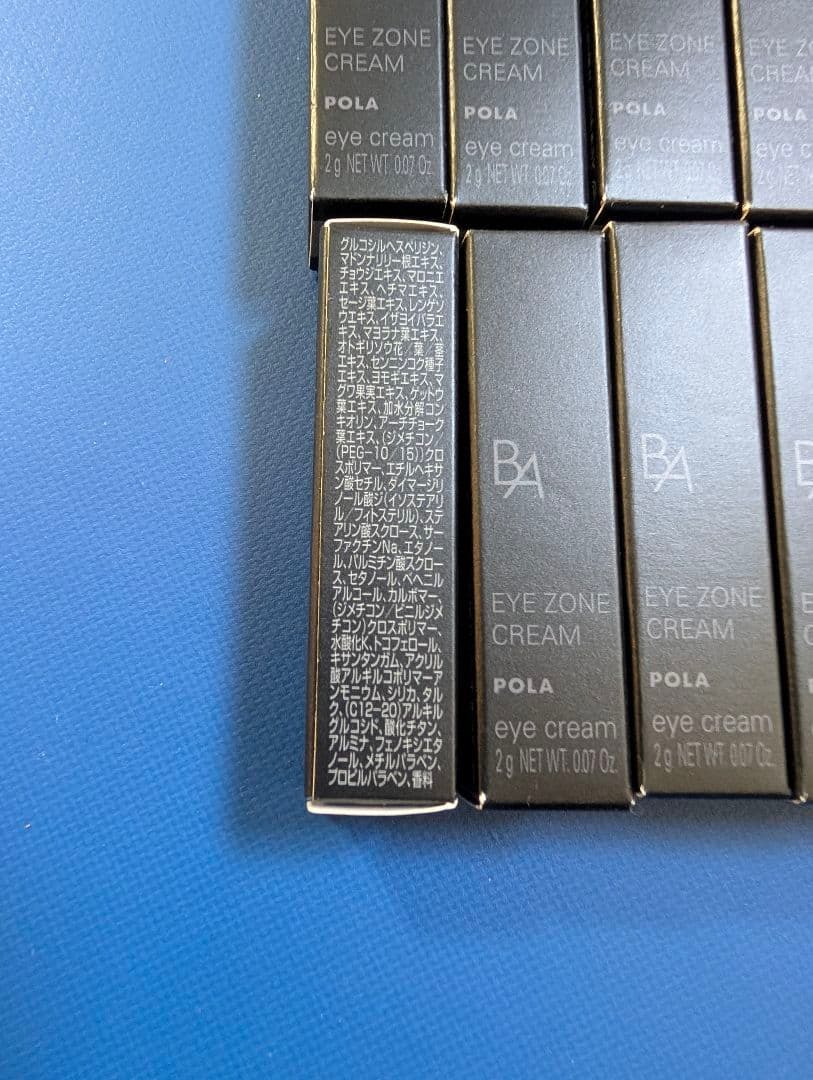 EYE ZONE
CREAM
POLA
eye cream
2g NET WT. 0.07 Oz.
EYE ZONE
CREAM
POLA
eye cream
2g NET WT. 0.07 Oz.
EYE ZONE
CREAM
POLA
eye cream
2g NET WT. 0.07 Oz.
EYE Z
CREA
POLA
eye c
2g NET
グルコシルヘスペリジン、
マドンナリリー根エキス、
チョウジエキス、マロニエ
エキス、ヘチマエキス、
セージ葉エキス、レンゲソ
ウエキス、イザヨイバラエ
キス、マヨラナ葉エキス、
オトギリソウ花/葉/茎
エキス、センニンコク種子
エキス、ヨモギエキス、マ
グワ果実エキス、ゲットウ
葉エキス、加水分解コン
キオリン、アーチチョーク
葉エキス、(ジメチコン/
(PEG-10/15))クロ
スポリマー、エチルヘキサ
ン酸セチル、ダイマージリ
ノール酸ジ(イソステアリ
ル/フィトステリル)、ステ
アリン酸スクロース、サー
ファクチンNa、エタノー
ル、パルミチン酸スクロー
ス、セタノール、ベヘニル
アルコール、カルボマー、
(ジメチコン/ビニルジメ
チコン)クロスポリマー、
水酸化K、トコフェロール、
キサンタンガム、アクリル
酸アルキルコポリマーア
ンモニウム、シリカ、タル
ク、(C12-20)アルキル
グルコシド、酸化チタン、
アルミナ、フェノキシエタ
ノール、メチルパラベン、
プロピルパラベン、香料
BA
EYE ZONE
CREAM
POLA
eye cream
2g NET WT. 0.07 Oz.
BA
EYE ZONE
CREAM
POLA
eye cream
2g NET WT. 0.07 Oz.